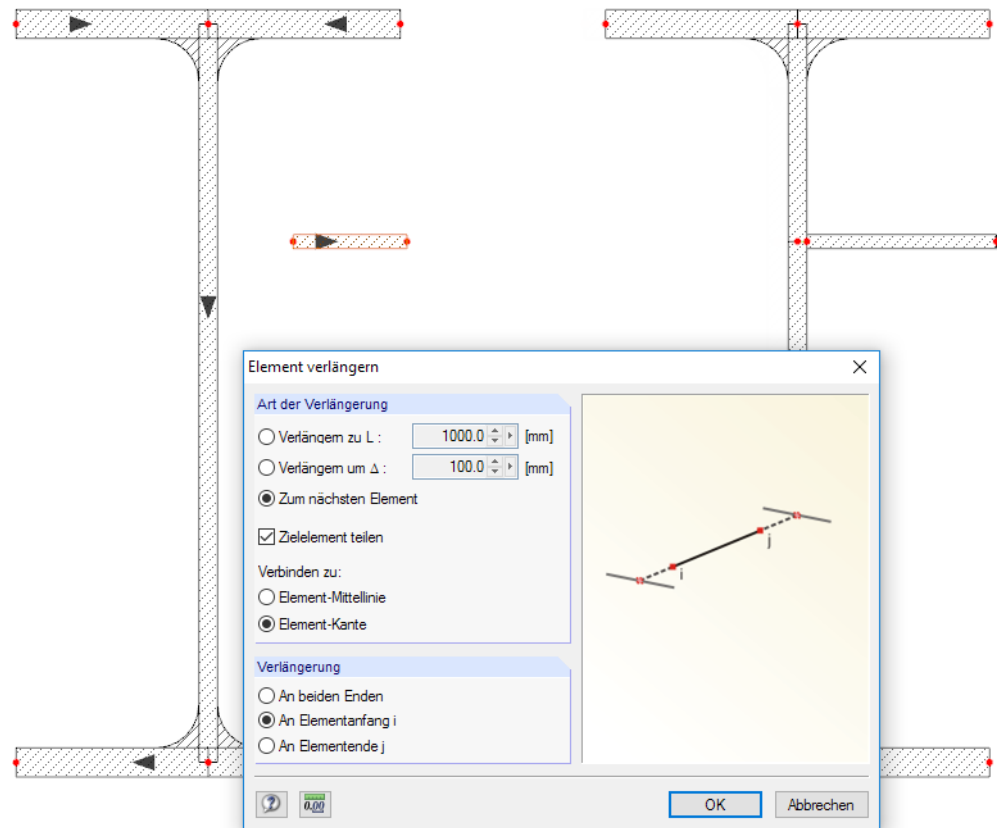 Element verlängern
Art der Verlängerung
Verlängern zu L : 1000.0 [mm]
Verlängern um Δ : 100.0 [mm]
Zum nächsten Element
Zielelement teilen
Verbinden zu:
Element-Mittellinie
Element-Kante
Verlängerung
An beiden Enden
An Elementanfang i
An Elementende j
i
j
0.00
OK
Abbrechen